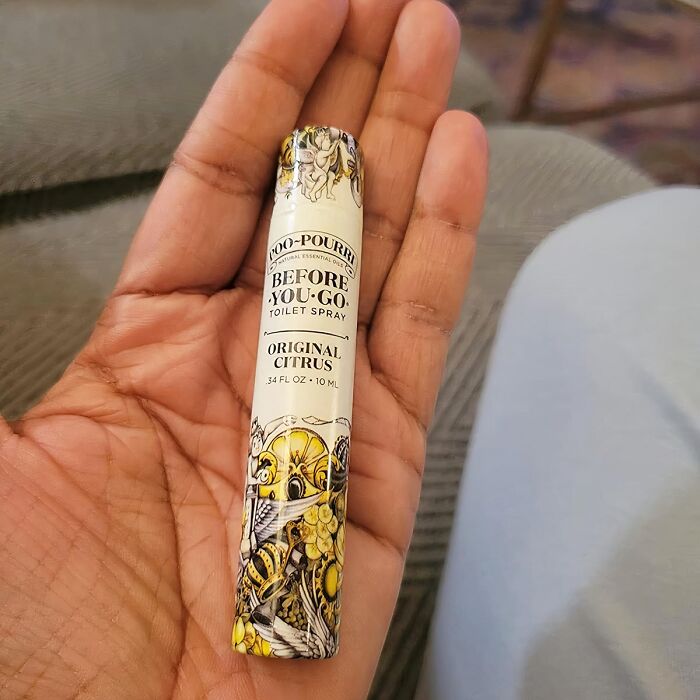 POO~POURRI
NATURAL ESSENTIAL OILS
BEFORE
·YOU·GO·
TOILET SPRAY
ORIGINAL
CITRUS
.34 FL OZ • 10 ML